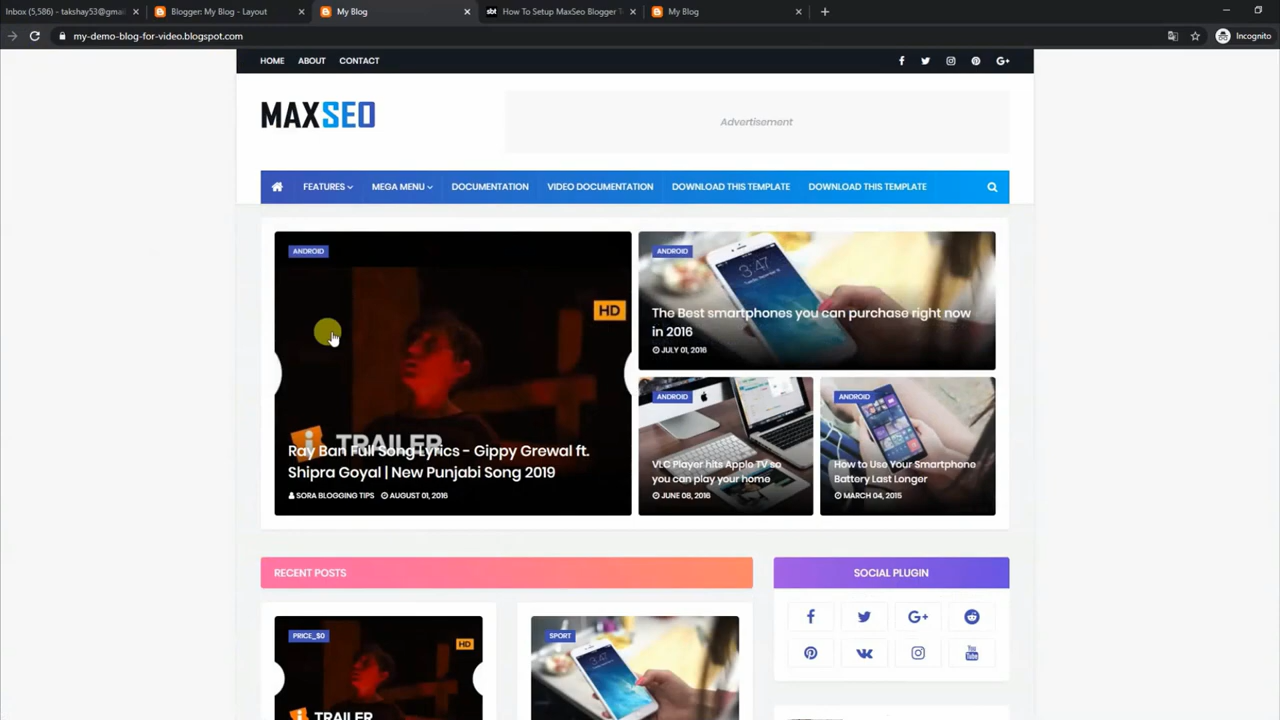 Inbox (5,586) - takshay53@gmail
Blogger: My Blog - Layout
My Blog
How To Setup MaxSeo Blogger T
My Blog
my-demo-blog-for-video.blogspot.com
Incognito
HOME ABOUT CONTACT
MAXSEO
Advertisement
FEATURES MEGA MENU DOCUMENTATION VIDEO DOCUMENTATION DOWNLOAD THIS TEMPLATE DOWNLOAD THIS TEMPLATE
ANDROID
HD
TRAILER
Ray Ban Full Song Lyrics - Gippy Grewal ft.
Shipra Goyal | New Punjabi Song 2019
SORA BLOGGING TIPS AUGUST 01, 2016
ANDROID
3:47
The Best smartphones you can purchase right now
in 2016
JULY 01, 2016
ANDROID
VLC Player hits Apple TV so
you can play your home
JUNE 08, 2016
ANDROID
How to Use Your Smartphone
Battery Last Longer
MARCH 04, 2015
RECENT POSTS
SOCIAL PLUGIN
PRICE_$0
HD
TRAILER
SPORT
You
Tube